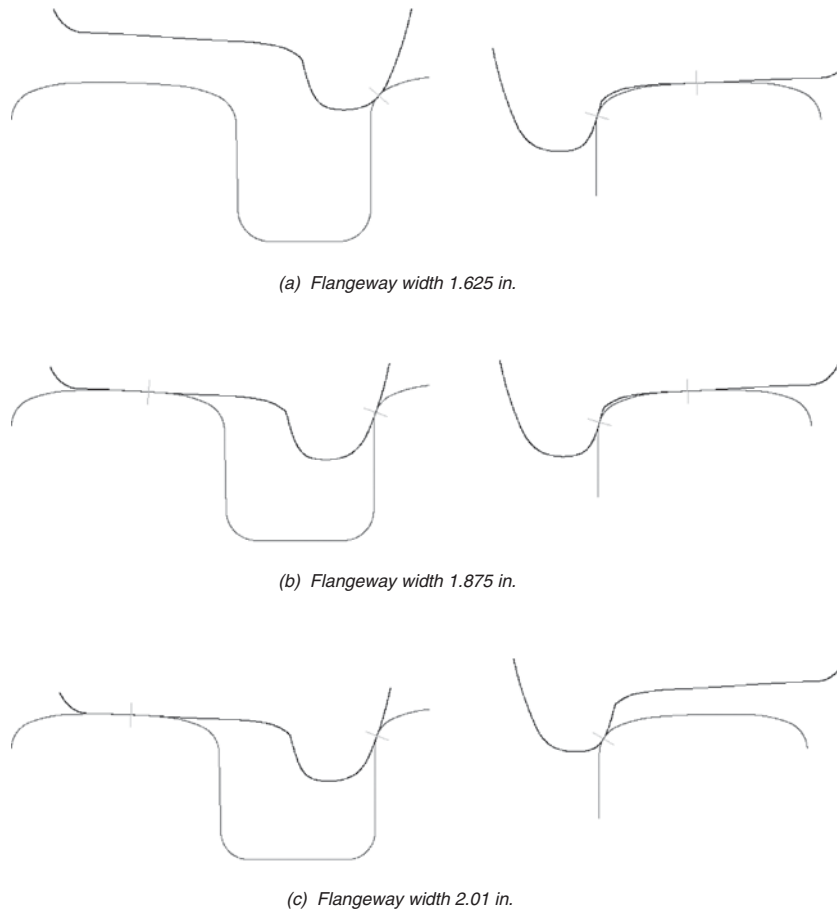 (a) Flangeway width 1.625 in.
(b) Flangeway width 1.875 in.
(c) Flangeway width 2.01 in.